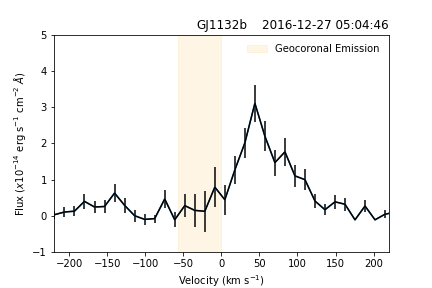 GJ1132b 2016-12-27 05:04:46
Geocoronal Emission
Flux (x10⁻¹⁴ erg s⁻¹ cm⁻² Å)
5
4
3
2
1
0
−1
−200 −150 −100 −50 0 50 100 150 200
Velocity (km s⁻¹)